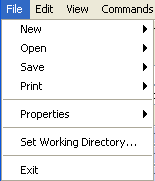 File Edit View Commands
New
Open
Save
Print
Properties
Set Working Directory...
Exit